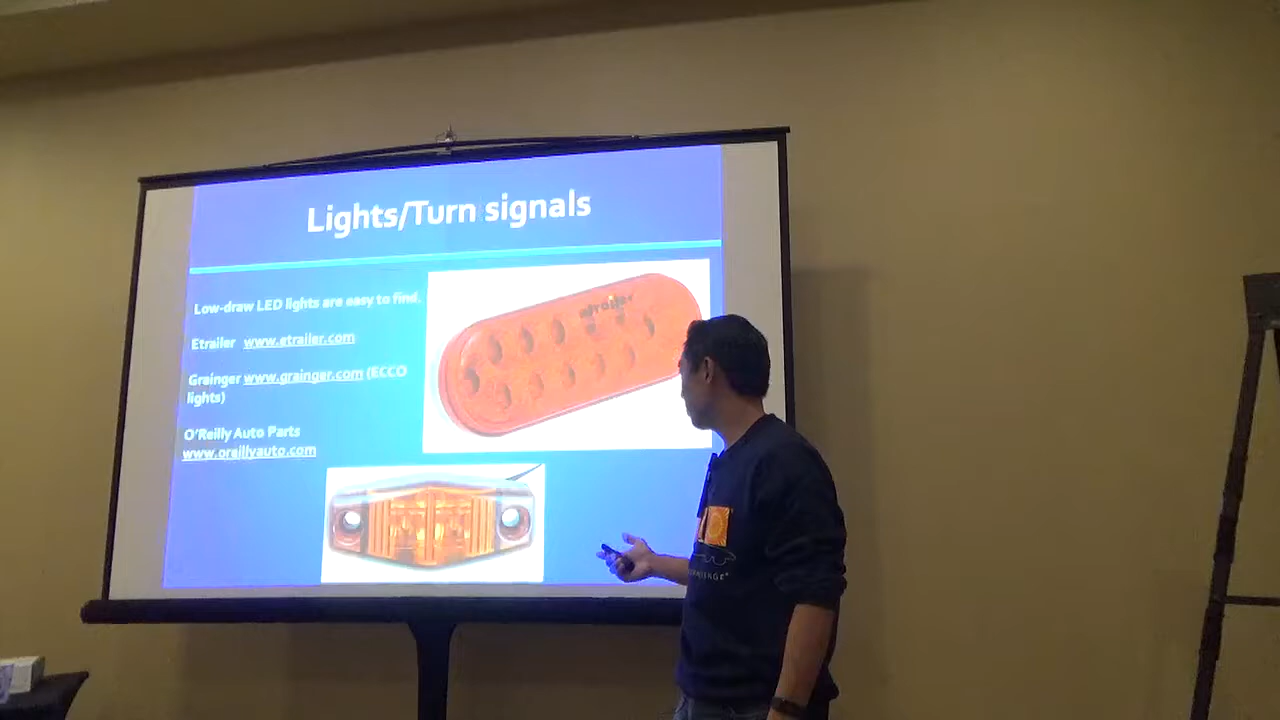 Lights/Turn signals
Low-draw LED lights are easy to find.
Etrailer www.etrailer.com
Grainger www.grainger.com (ECCO
lights)
O'Reilly Auto Parts
www.oreillyauto.com
etrailer